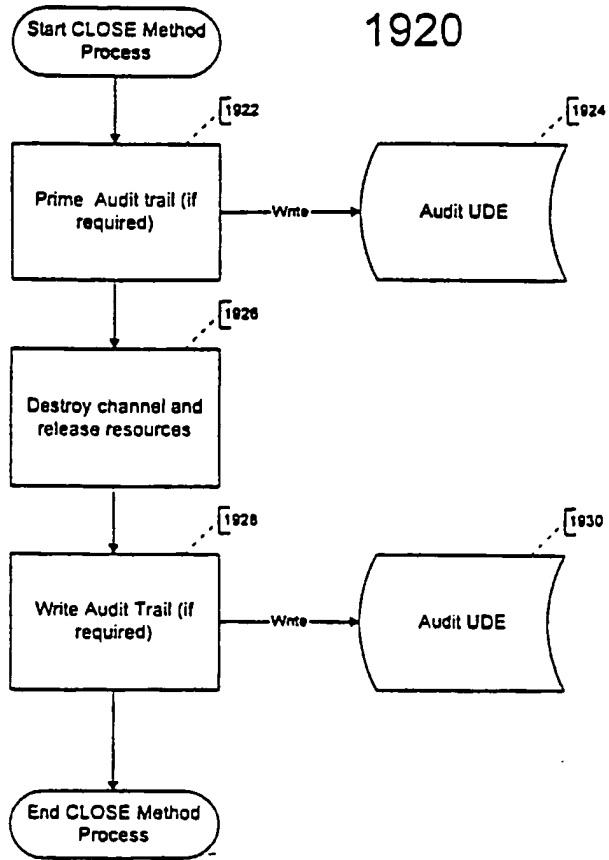 Start CLOSE Method
Process
1920
1922
1924
Prime Audit trail (if
required)
Write
Audit UDE
1926
Destroy channel and
release resources
1928
1930
Write Audit Trail (if
required)
Write
Audit UDE
End CLOSE Method
Process